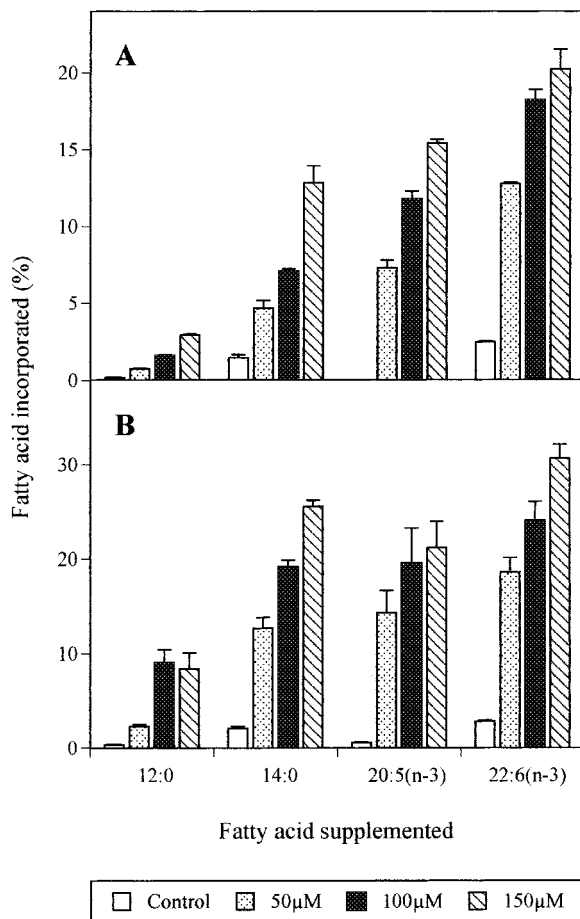 A
20
15
10
5
0
B
30
20
10
0
Fatty acid incorporated (%)
12:0 14:0 20:5(n-3) 22:6(n-3)
Fatty acid supplemented
Control 50µM 100µM 150µM